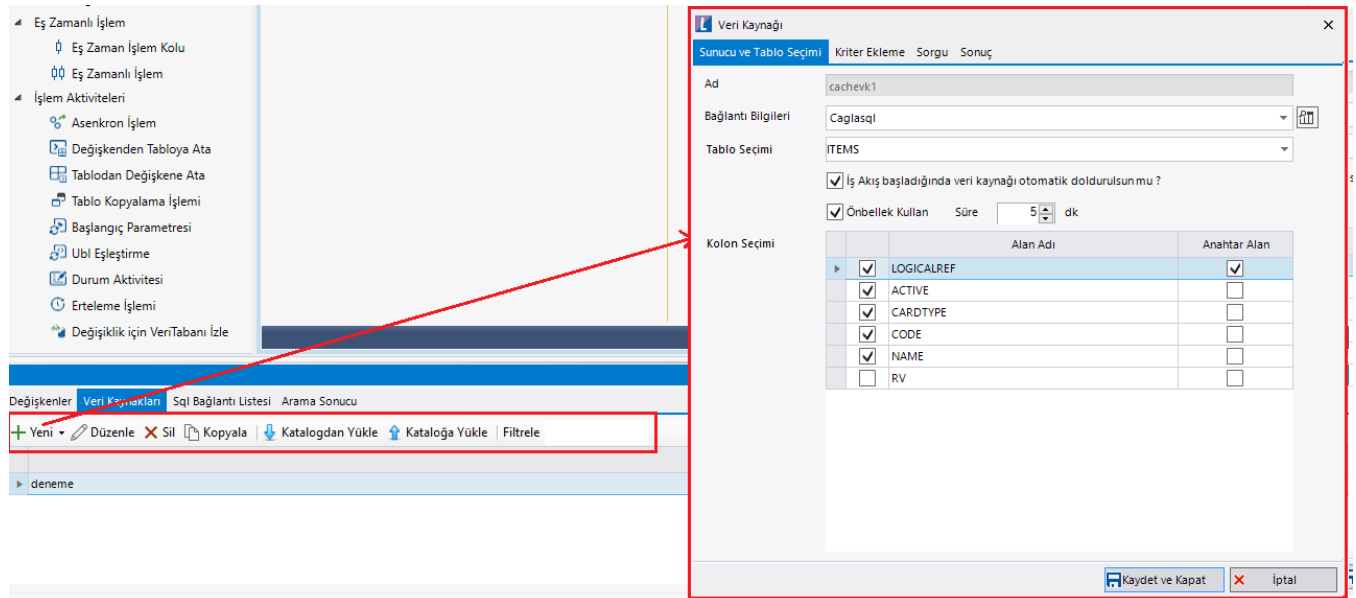 Eş Zamanlı İşlem
Eş Zaman İşlem Kolu
Eş Zamanlı İşlem
İşlem Aktiviteleri
Asenkron İşlem
Değişkenden Tabloya Ata
Tablodan Değişkene Ata
Tablo Kopyalama İşlemi
Başlangıç Parametresi
Ubl Eşleştirme
Durum Aktivitesi
Erteleme İşlemi
Değişiklik için VeriTabanı İzle
Değişkenler Veri Kaynakları Sql Bağlantı Listesi Arama Sonucu
Yeni Düzenle Sil Kopyala Katalogdan Yükle Kataloğa Yükle Filtrele
deneme
Veri Kaynağı
Sunucu ve Tablo Seçimi Kriter Ekleme Sorgu Sonuç
Ad cachevk1
Bağlantı Bilgileri Caglasql
Tablo Seçimi ITEMS
İş Akış başladığında veri kaynağı otomatik doldurulsun mu ?
Önbellek Kullan Süre 5 dk
Kolon Seçimi Alan Adı Anahtar Alan
LOGICALREF
ACTIVE
CARDTYPE
CODE
NAME
RV
Kaydet ve Kapat İptal